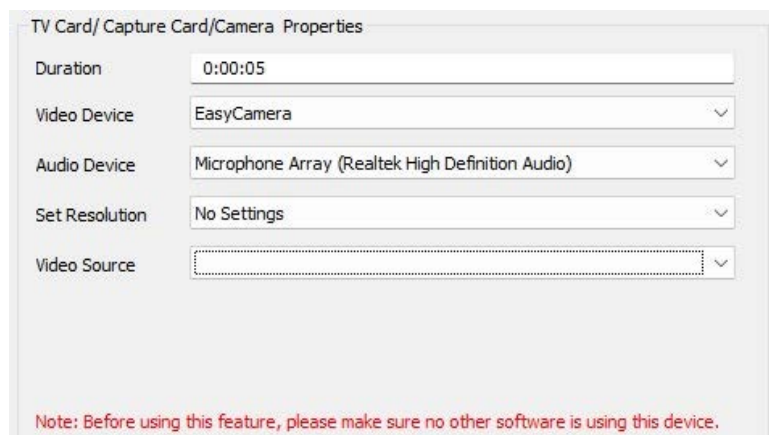 TV Card/ Capture Card/Camera Properties
Duration 0:00:05
Video Device EasyCamera
Audio Device Microphone Array (Realtek High Definition Audio)
Set Resolution No Settings
Video Source
Note: Before using this feature, please make sure no other software is using this device.